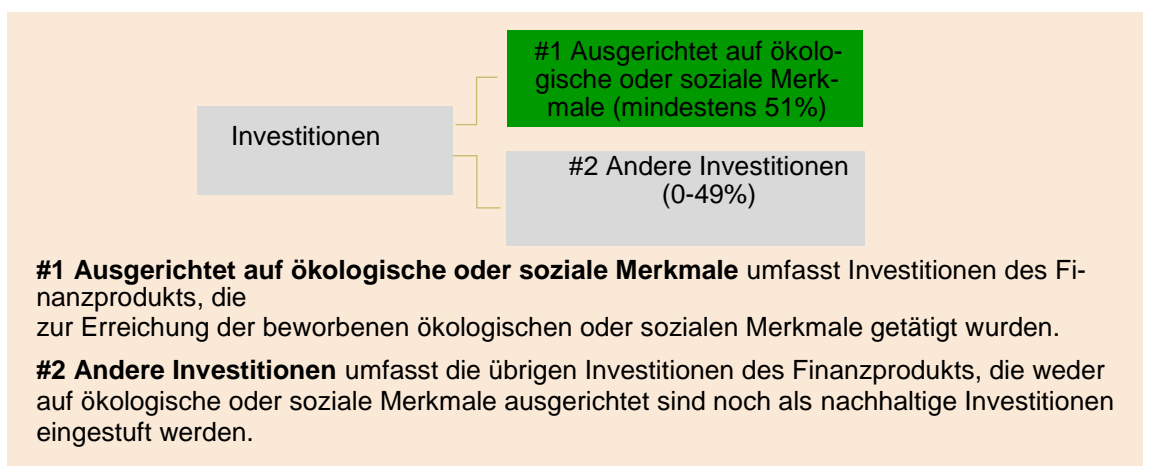 #1 Ausgerichtet auf ökolo-
gische oder soziale Merk-
male (mindestens 51%)
Investitionen
#2 Andere Investitionen
(0-49%)
#1 Ausgerichtet auf ökologische oder soziale Merkmale umfasst Investitionen des Fi-
nanzprodukts, die
zur Erreichung der beworbenen ökologischen oder sozialen Merkmale getätigt wurden.
#2 Andere Investitionen umfasst die übrigen Investitionen des Finanzprodukts, die weder
auf ökologische oder soziale Merkmale ausgerichtet sind noch als nachhaltige Investitionen
eingestuft werden.